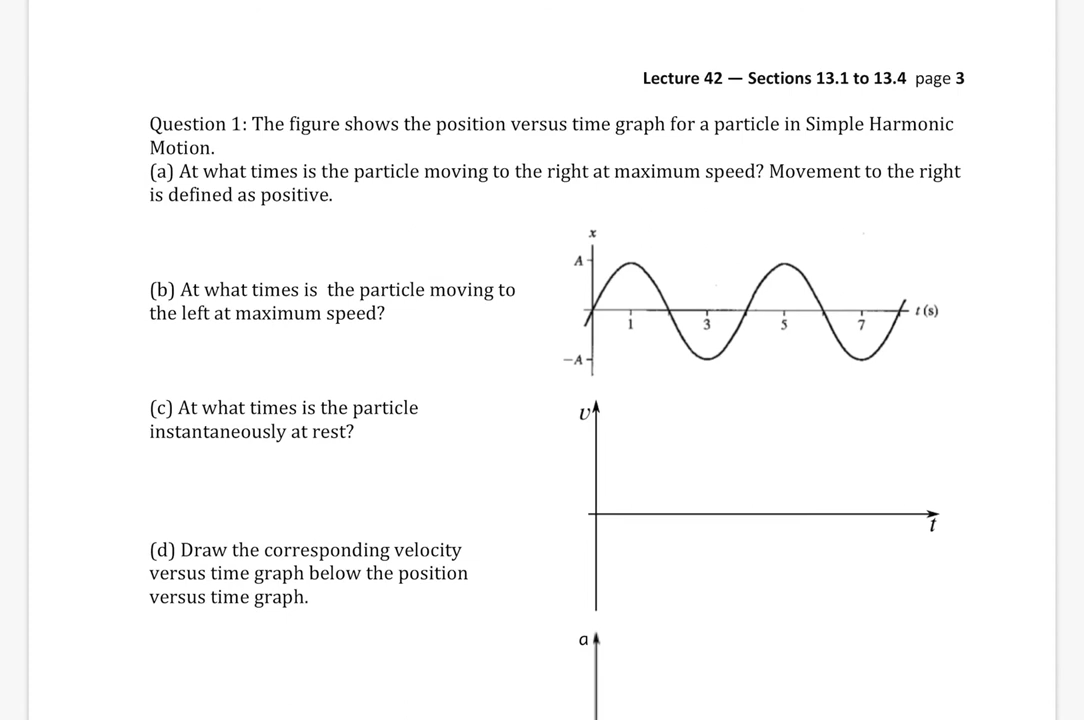 Lecture 42 — Sections 13.1 to 13.4 page 3
Question 1: The figure shows the position versus time graph for a particle in Simple Harmonic
Motion.
(a) At what times is the particle moving to the right at maximum speed? Movement to the right
is defined as positive.
x
A
(b) At what times is the particle moving to
the left at maximum speed?
t (s)
1 3 5 7
−A
(c) At what times is the particle
instantaneously at rest?
υ
t
(d) Draw the corresponding velocity
versus time graph below the position
versus time graph.
a